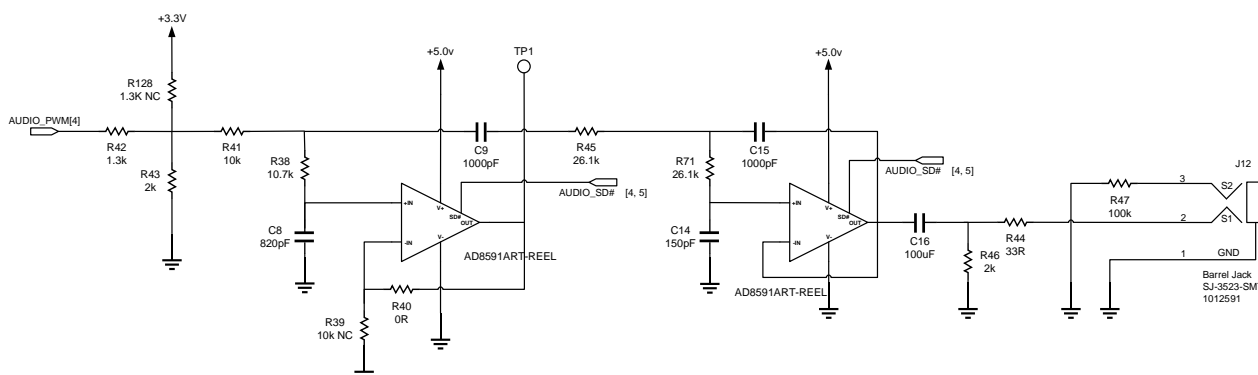 +3.3V
R128
1.3K NC
AUDIO_PWM[4]
R42
1.3k
R43
2k
R41
10k
R38
10.7k
C8
820pF
+5.0v
TP1
C9
1000pF
R45
26.1k
+IN
-IN
V+
SD#
OUT
V-
AUDIO_SD# [4, 5]
AD8591ART-REEL
R40
0R
R39
10k NC
R71
26.1k
C14
150pF
C15
1000pF
+5.0v
+IN
-IN
V+
SD#
OUT
V-
AUDIO_SD# [4, 5]
AD8591ART-REEL
C16
100uF
R46
2k
R44
33R
R47
100k
J12
3
S2
2
S1
1
GND
Barrel Jack
SJ-3523-SMT
1012591